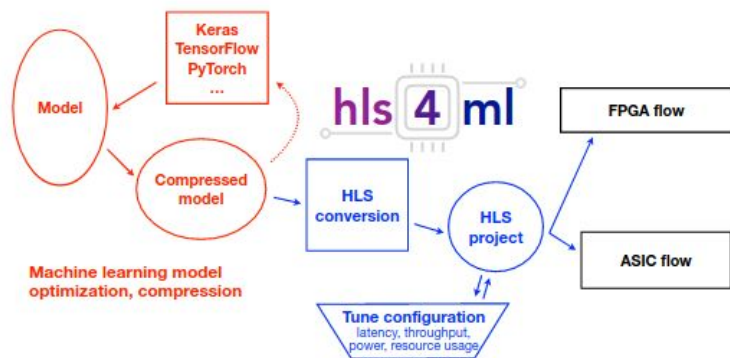 Keras
TensorFlow
PyTorch
...
Model
Compressed
model
Machine learning model
optimization, compression
hls 4 ml
HLS
conversion
HLS
project
Tune configuration
latency, throughput,
power, resource usage
FPGA flow
ASIC flow